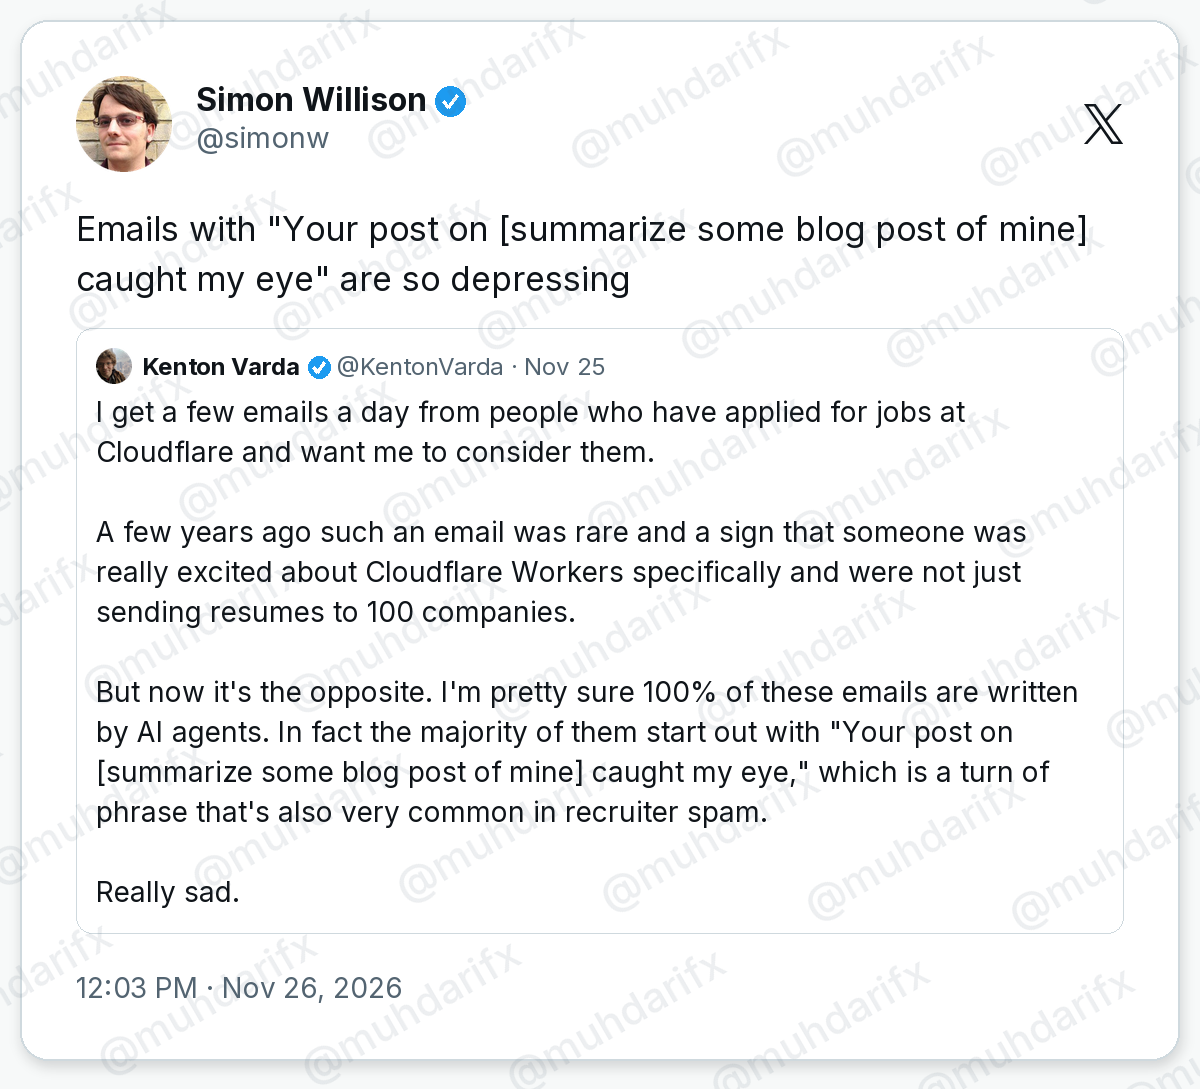 Simon Willison
@simonw
Emails with "Your post on [summarize some blog post of mine]
caught my eye" are so depressing
Kenton Varda @KentonVarda · Nov 25
I get a few emails a day from people who have applied for jobs at
Cloudflare and want me to consider them.
A few years ago such an email was rare and a sign that someone was
really excited about Cloudflare Workers specifically and were not just
sending resumes to 100 companies.
But now it's the opposite. I'm pretty sure 100% of these emails are written
by AI agents. In fact the majority of them start out with "Your post on
[summarize some blog post of mine] caught my eye," which is a turn of
phrase that's also very common in recruiter spam.
Really sad.
12:03 PM · Nov 26, 2026
@muhdarifx